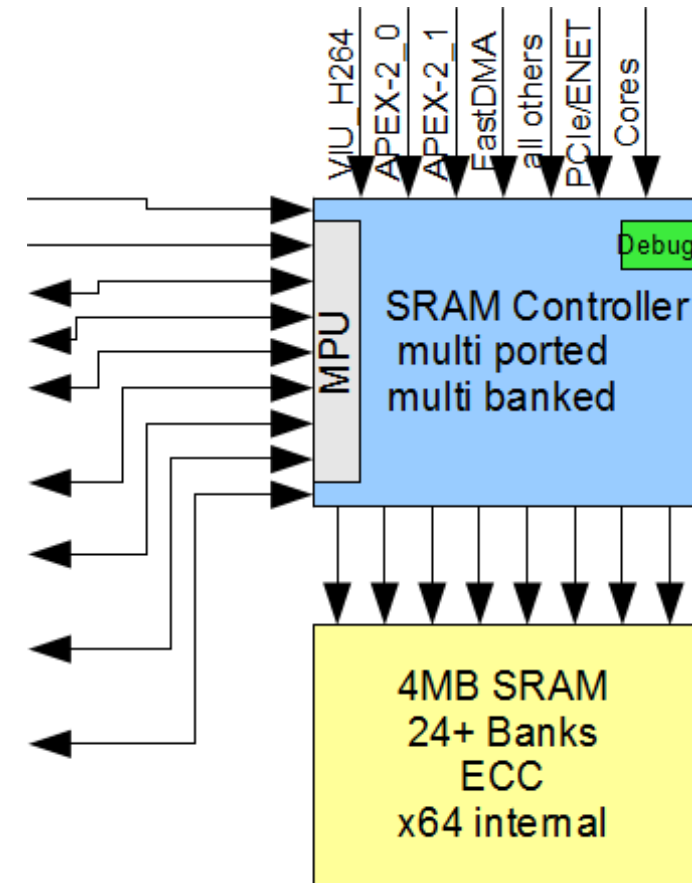 VIU_H264
APEX-2_0
APEX-2_1
FastDMA
all others
PCIe/ENET
Cores
Debug
MPU
SRAM Controller
multi ported
multi banked
4MB SRAM
24+ Banks
ECC
x64 internal